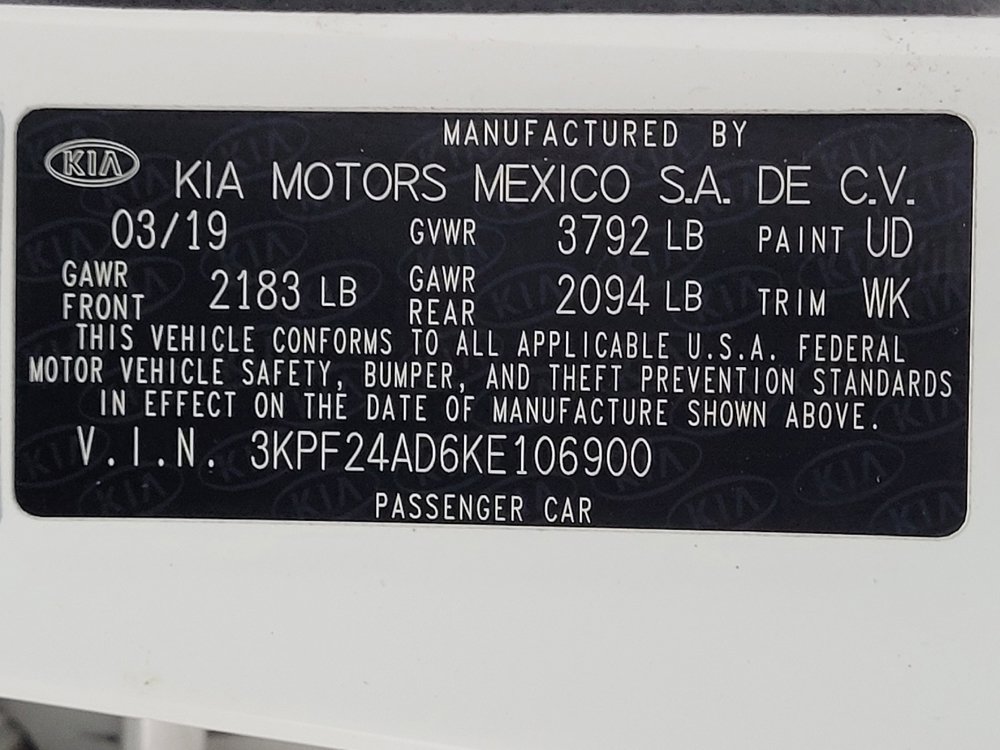 MANUFACTURED BY
KIA KIA MOTORS MEXICO S.A. DE C.V.
03/19 GVWR 3792 LB PAINT UD
GAWR FRONT 2183 LB GAWR REAR 2094 LB TRIM WK
THIS VEHICLE CONFORMS TO ALL APPLICABLE U.S.A. FEDERAL
MOTOR VEHICLE SAFETY, BUMPER, AND THEFT PREVENTION STANDARDS
IN EFFECT ON THE DATE OF MANUFACTURE SHOWN ABOVE.
V.I.N. 3KPF24AD6KE106900
PASSENGER CAR